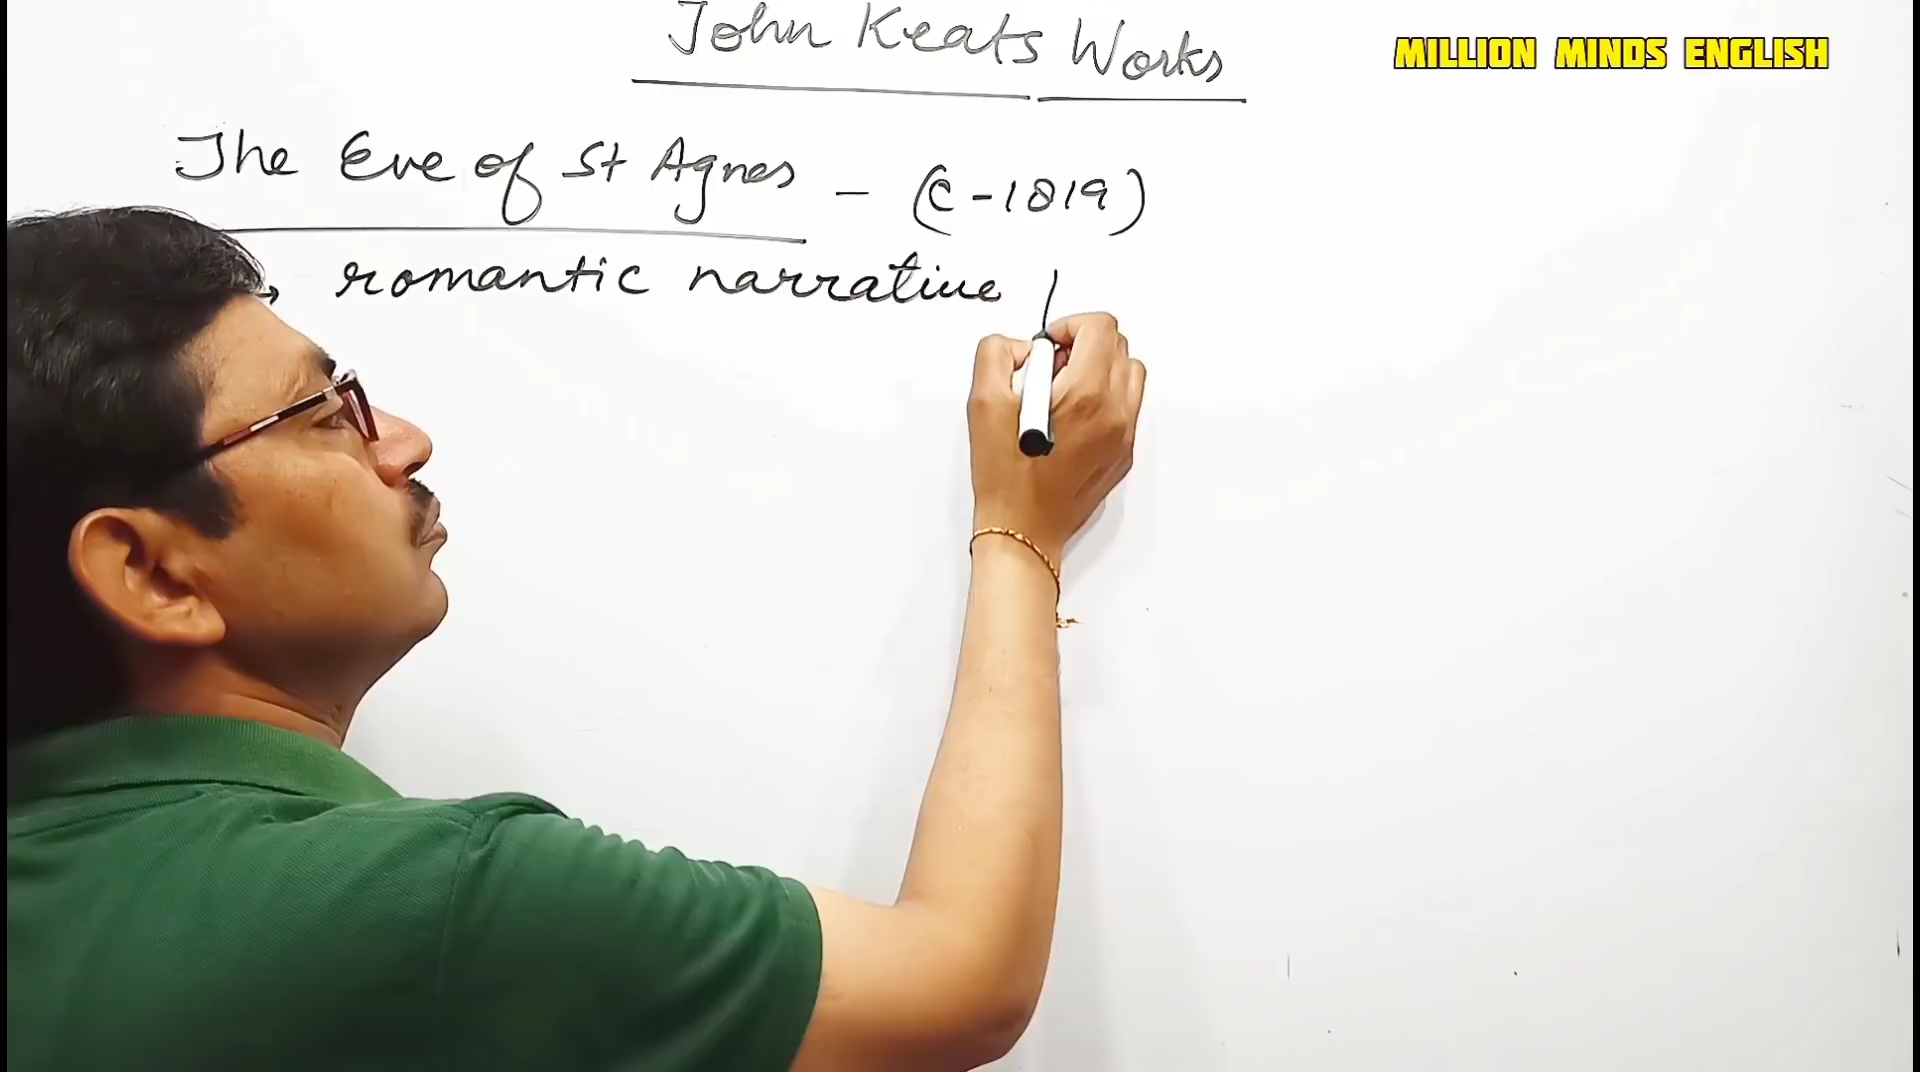 John Keats Works
MILLION MINDS ENGLISH
The Eve of St Agnes - (C-1819)
→ romantic narrative